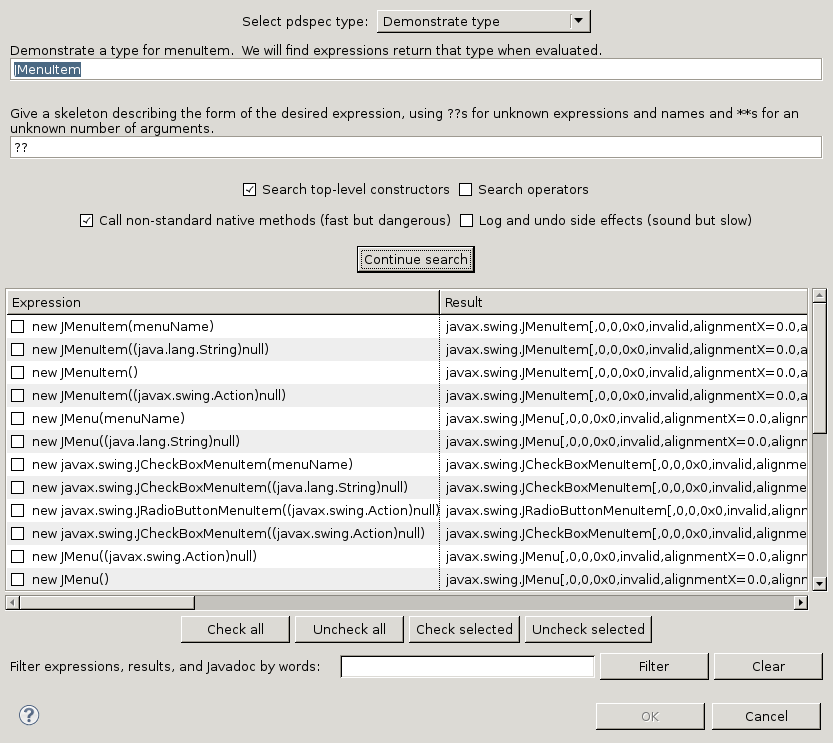 Select pdspec type: Demonstrate type
Demonstrate a type for menuItem. We will find expressions return that type when evaluated.
JMenuItem
Give a skeleton describing the form of the desired expression, using ??s for unknown expressions and names and **s for an
unknown number of arguments.
??
Search top-level constructors Search operators
Call non-standard native methods (fast but dangerous) Log and undo side effects (sound but slow)
Continue search
Expression Result
new JMenuItem(menuName) javax.swing.JMenuItem[,0,0,0x0,invalid,alignmentX=0.0,a
new JMenuItem((java.lang.String)null) javax.swing.JMenuItem[,0,0,0x0,invalid,alignmentX=0.0,a
new JMenuItem() javax.swing.JMenuItem[,0,0,0x0,invalid,alignmentX=0.0,a
new JMenuItem((javax.swing.Action)null) javax.swing.JMenuItem[,0,0,0x0,invalid,alignmentX=0.0,a
new JMenu(menuName) javax.swing.JMenu[,0,0,0x0,invalid,alignmentX=0.0,alignr
new JMenu((java.lang.String)null) javax.swing.JMenu[,0,0,0x0,invalid,alignmentX=0.0,alignr
new javax.swing.JCheckBoxMenuItem(menuName) javax.swing.JCheckBoxMenuItem[,0,0,0x0,invalid,alignme
new javax.swing.JCheckBoxMenuItem((java.lang.String)null) javax.swing.JCheckBoxMenuItem[,0,0,0x0,invalid,alignme
new javax.swing.JRadioButtonMenuItem((javax.swing.Action)null) javax.swing.JRadioButtonMenuItem[,0,0,0x0,invalid,alignr
new javax.swing.JCheckBoxMenuItem((javax.swing.Action)null) javax.swing.JCheckBoxMenuItem[,0,0,0x0,invalid,alignme
new JMenu((javax.swing.Action)null) javax.swing.JMenu[,0,0,0x0,invalid,alignmentX=0.0,alignr
new JMenu() javax.swing.JMenu[,0,0,0x0,invalid,alignmentX=0.0,alignr
Check all Uncheck all Check selected Uncheck selected
Filter expressions, results, and Javadoc by words: Filter Clear
? OK Cancel